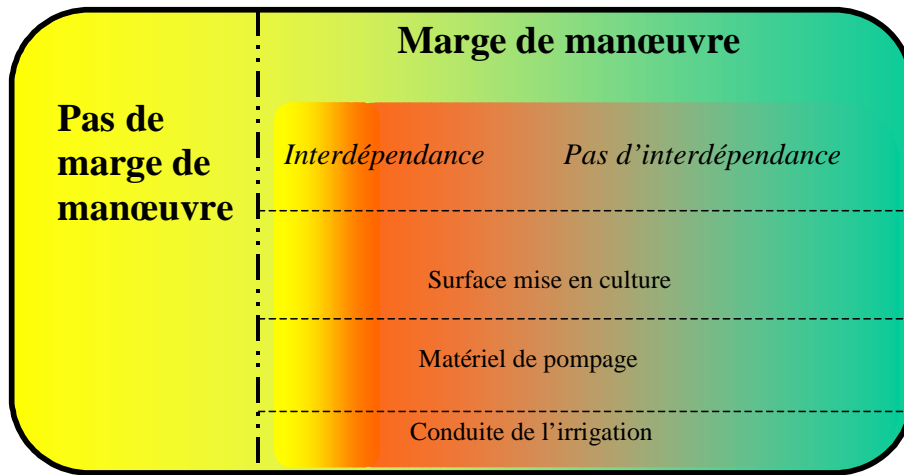 Marge de manœuvre
Pas de
marge de
manœuvre
Interdépendance
Pas d’interdépendance
Surface mise en culture
Matériel de pompage
Conduite de l’irrigation